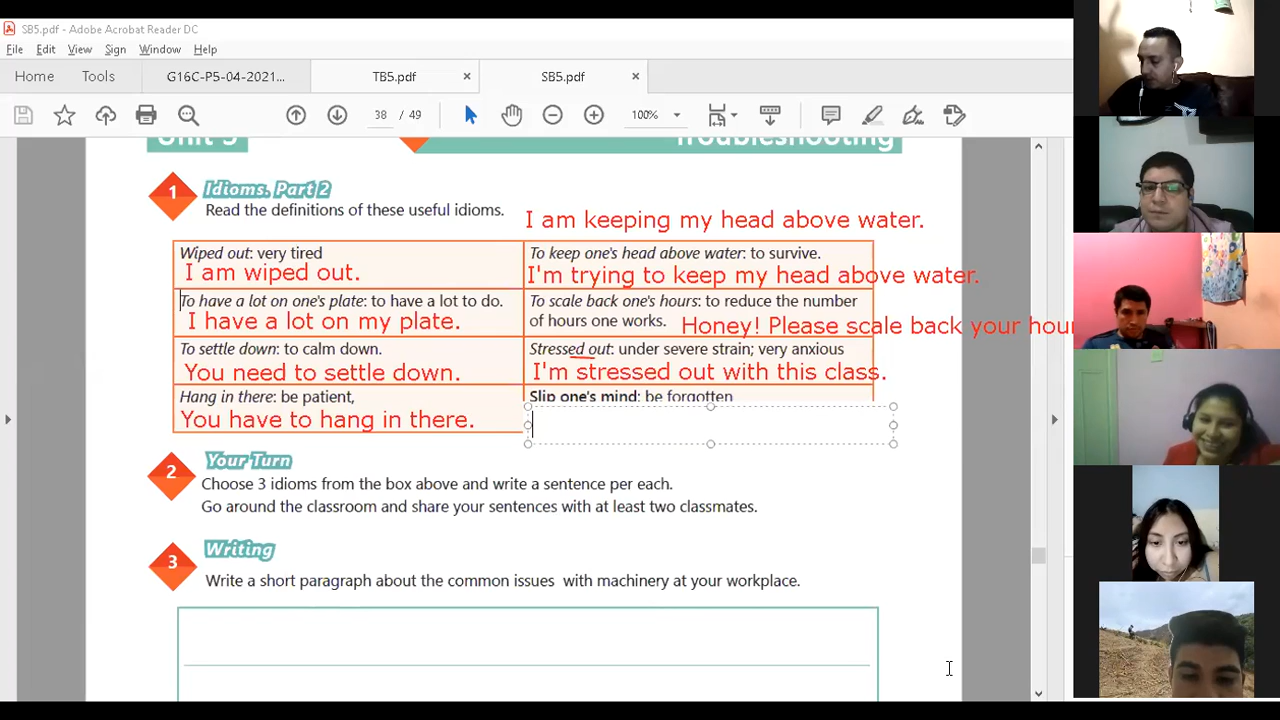 SB5.pdf - Adobe Acrobat Reader DC
File Edit View Sign Window Help
Home Tools G16C-P5-04-2021... TB5.pdf × SB5.pdf ×
38 / 49 100%
Unit 5 Troubleshooting
1 Idioms. Part 2
Read the definitions of these useful idioms.
I am keeping my head above water.
Wiped out: very tired
I am wiped out.
To keep one's head above water: to survive.
I'm trying to keep my head above water.
To have a lot on one's plate: to have a lot to do.
I have a lot on my plate.
To scale back one's hours: to reduce the number
of hours one works.
Honey! Please scale back your hour
To settle down: to calm down.
You need to settle down.
Stressed out: under severe strain; very anxious
I'm stressed out with this class.
Hang in there: be patient,
You have to hang in there.
Slip one's mind: be forgotten
2 Your Turn
Choose 3 idioms from the box above and write a sentence per each.
Go around the classroom and share your sentences with at least two classmates.
3 Writing
Write a short paragraph about the common issues with machinery at your workplace.